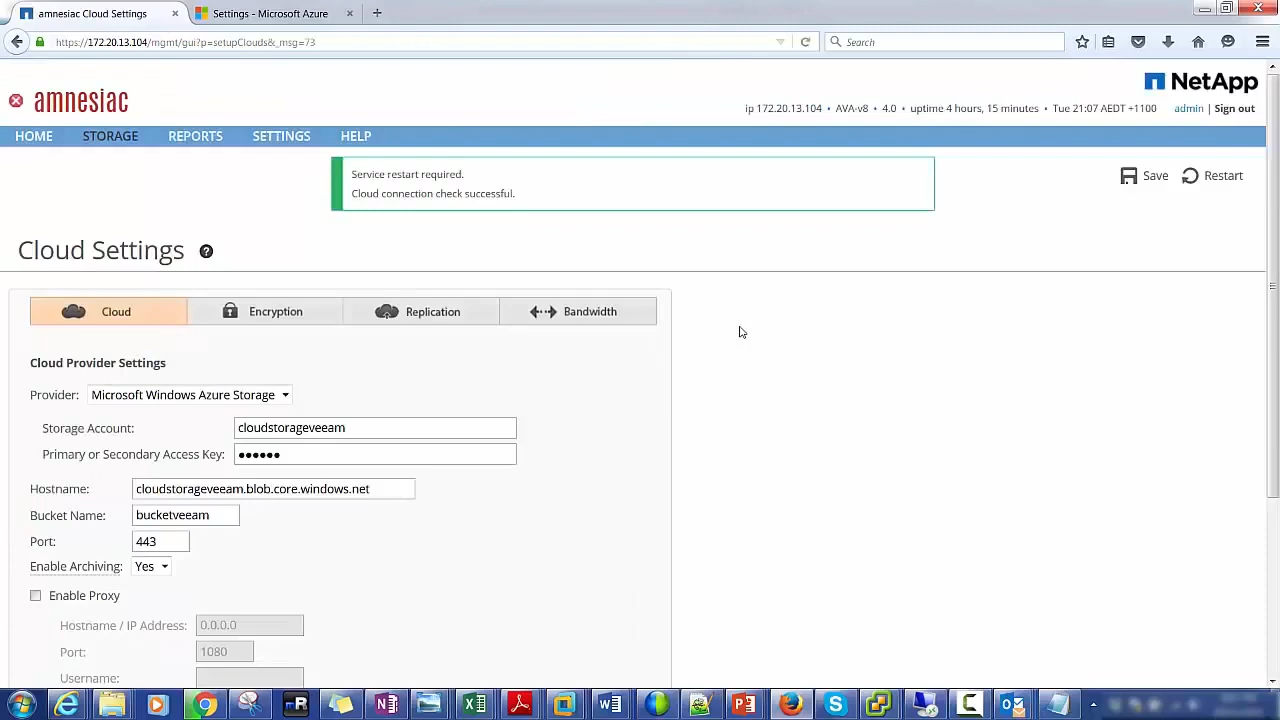 amnesiac Cloud Settings
Settings - Microsoft Azure
https://172.20.13.104/mgmt/gui?p=setupClouds&_msg=73
Search
amnesiac
NetApp
ip 172.20.13.104 • AVA-v8 • 4.0 • uptime 4 hours, 15 minutes • Tue 21:07 AEDT +1100 admin | Sign out
HOME STORAGE REPORTS SETTINGS HELP
Service restart required.
Cloud connection check successful.
Save Restart
Cloud Settings ?
Cloud Encryption Replication Bandwidth
Cloud Provider Settings
Provider: Microsoft Windows Azure Storage
Storage Account: cloudstorageveeam
Primary or Secondary Access Key: ••••••
Hostname: cloudstorageveeam.blob.core.windows.net
Bucket Name: bucketveeam
Port: 443
Enable Archiving: Yes
Enable Proxy
Hostname / IP Address: 0.0.0.0
Port: 1080
Username: